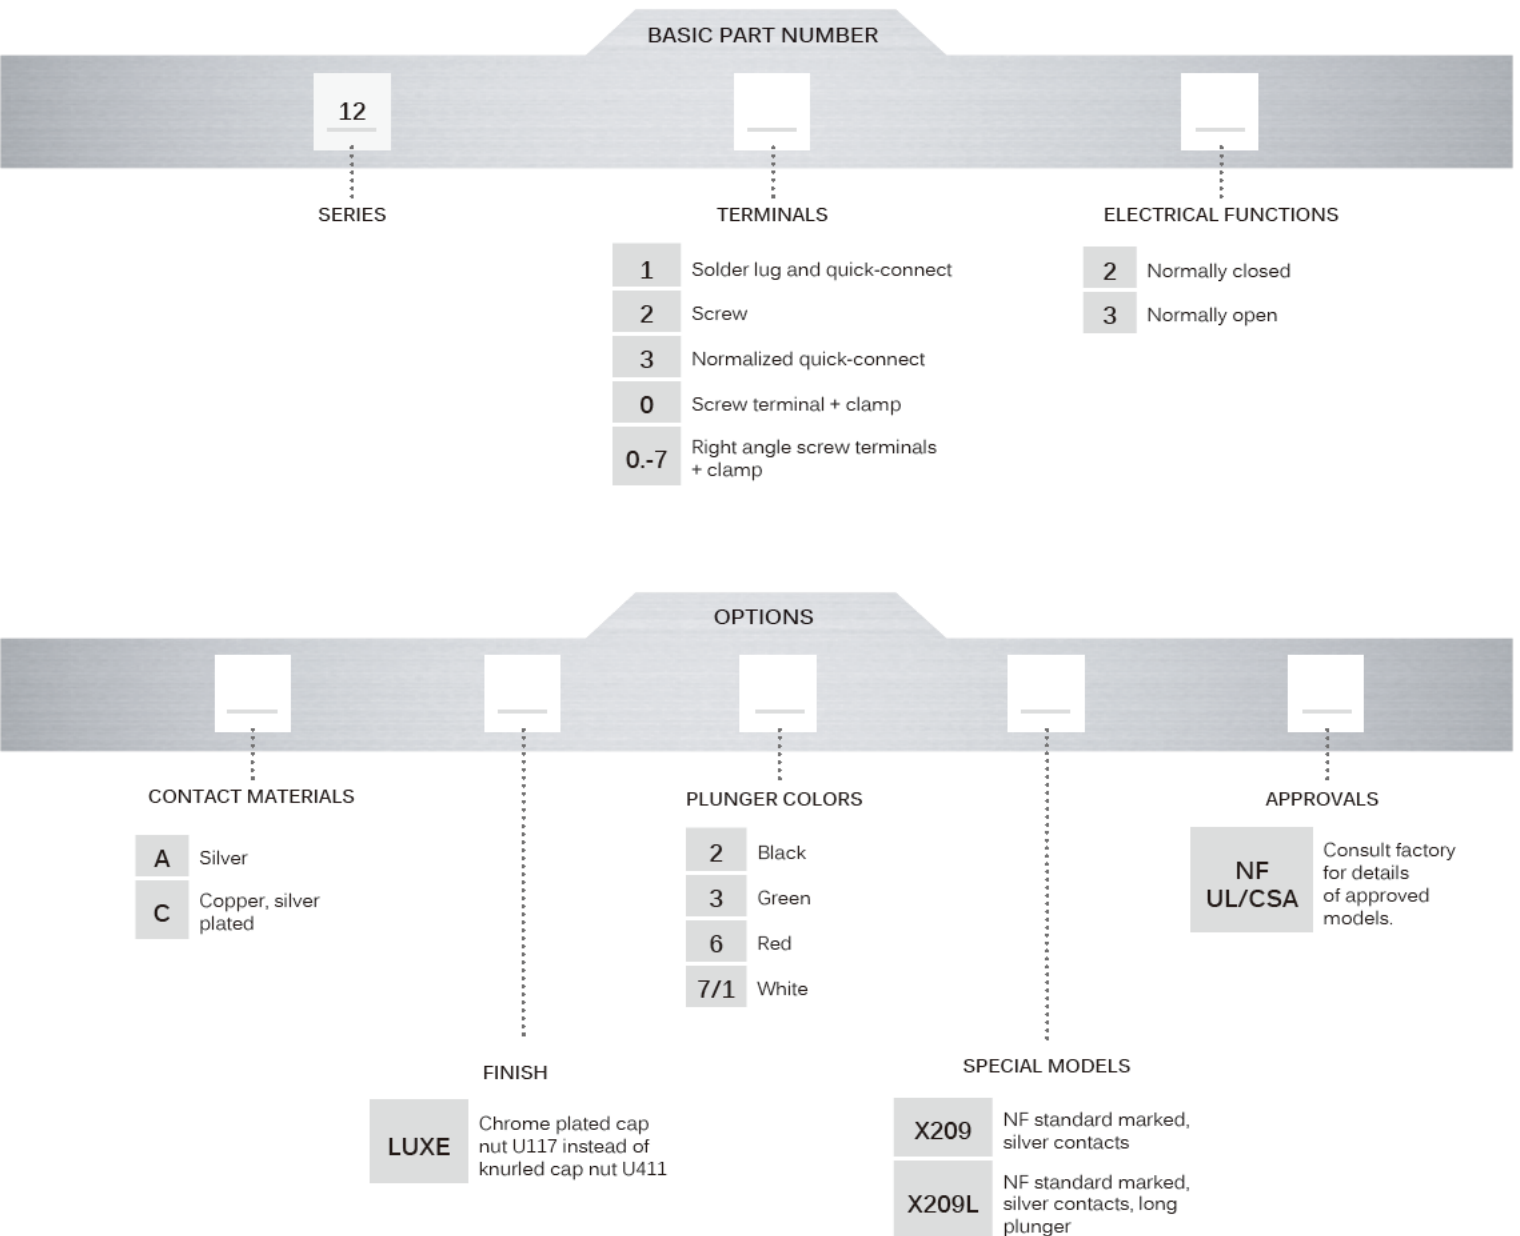 BASIC PART NUMBER
12
SERIES
TERMINALS
1 Solder lug and quick-connect
2 Screw
3 Normalized quick-connect
0 Screw terminal + clamp
0.-7 Right angle screw terminals
+ clamp
ELECTRICAL FUNCTIONS
2 Normally closed
3 Normally open
OPTIONS
CONTACT MATERIALS
A Silver
C Copper, silver
plated
FINISH
LUXE Chrome plated cap
nut U117 instead of
knurled cap nut U411
PLUNGER COLORS
2 Black
3 Green
6 Red
7/1 White
SPECIAL MODELS
X209 NF standard marked,
silver contacts
X209L NF standard marked,
silver contacts, long
plunger
APPROVALS
NF
UL/CSA
Consult factory
for details
of approved
models.